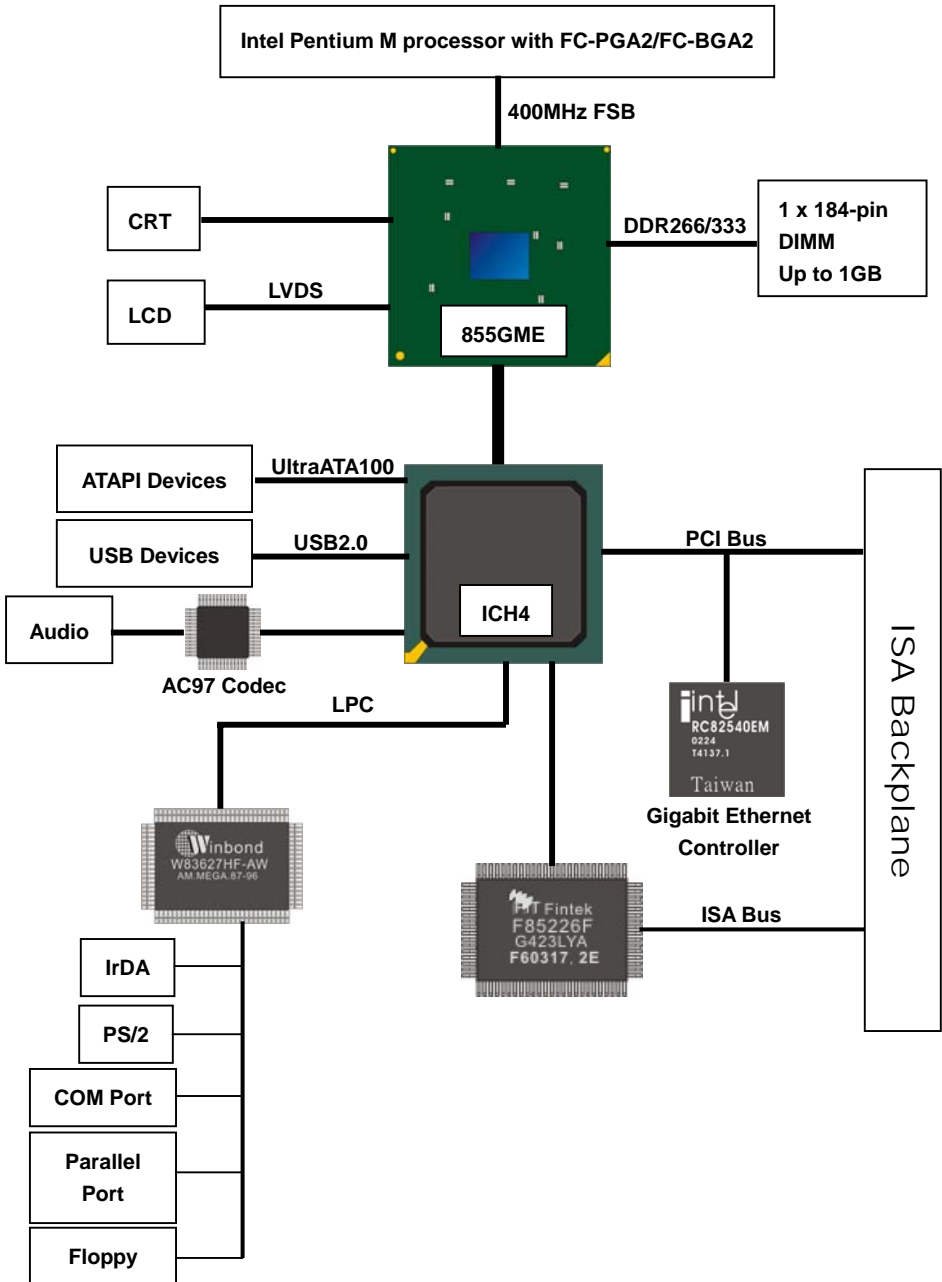 Intel Pentium M processor with FC-PGA2/FC-BGA2
400MHz FSB
CRT
DDR266/333
1 x 184-pin
DIMM
Up to 1GB
LCD
LVDS
855GME
ATAPI Devices
UltraATA100
USB Devices
USB2.0
PCI Bus
Audio
ICH4
AC97 Codec
LPC
ISA Backplane
intel
RC82540EM
0224
T4137.1
Taiwan
Gigabit Ethernet
Controller
Winbond
W83627HF-AW
AM.MEGA.87-96
Fintek
F85226F
G423LYA
F60317, 2E
ISA Bus
IrDA
PS/2
COM Port
Parallel
Port
Floppy